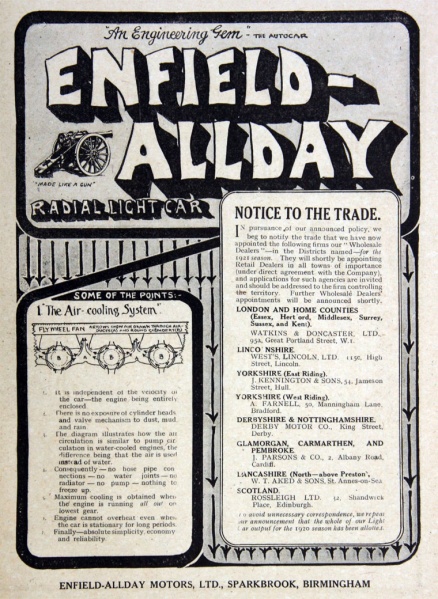 "An Engineering Gem" - THE AUTOCAR
ENFIELD-
ALLDAY
"MADE LIKE A GUN"
RADIAL LIGHT CAR
SOME OF THE POINTS:-
1. "The Air-cooling System".
FLYWHEEL FAN
It is independent of the velocity of
the car—the engine being entirely
enclosed.
There is no exposure of cylinder heads
and valve mechanism to dust, mud,
and rain.
The diagram illustrates how the air
circulation is similar to pump cir-
culation in water-cooled engines, the
difference being that the air is used
instead of water.
Consequently—no hose pipe con-
nections—no water joints—no
radiator—no pump—nothing to
freeze up.
Maximum cooling is obtained when
the engine is running all out on
lowest gear.
Engine cannot overheat even when
the car is stationary for long periods.
Finally—absolute simplicity, economy
and reliability.
NOTICE TO THE TRADE.
IN pursuance of our announced policy, we
beg to notify the trade that we have now
appointed the following firms our "Wholesale
Dealers"—in the Districts named—for the
1921 season. They will shortly be appointing
Retail Dealers in all towns of importance
(under direct agreement with the Company),
and applications for such agencies are invited
and should be addressed to the firm controlling
the territory. Further Wholesale Dealers'
appointments will be announced shortly.
LONDON AND HOME COUNTIES
(Essex, Hertford, Middlesex, Surrey,
Sussex, and Kent).
WATKINS & DONCASTER, LTD.,
95a, Great Portland Street, W.1.
LINCOLNSHIRE
WEST'S, LINCOLN, LTD. 115c, High
Street, Lincoln.
YORKSHIRE (East Riding).
J. KENNINGTON & SONS, 54, Jameson
Street, Hull.
YORKSHIRE (West Riding).
A. FARNELL, 50, Manningham Lane,
Bradford.
DERBYSHIRE & NOTTINGHAMSHIRE.
DERBY MOTOR CO., King Street,
Derby.
GLAMORGAN, CARMARTHEN, AND
PEMBROKE
J. PARSONS & CO., 2, Albany Road,
Cardiff.
LANCASHIRE (North—above Preston),
W. T. AKED & SONS, St. Annes-on-Sea
SCOTLAND.
ROSSLEIGH LTD. 32, Shandwick
Place, Edinburgh.
To avoid unnecessary correspondence, we repeat
our announcement that the whole of our Light
Car output for the 1920 season has been allotted.
ENFIELD-ALLDAY MOTORS, LTD., SPARKBROOK, BIRMINGHAM